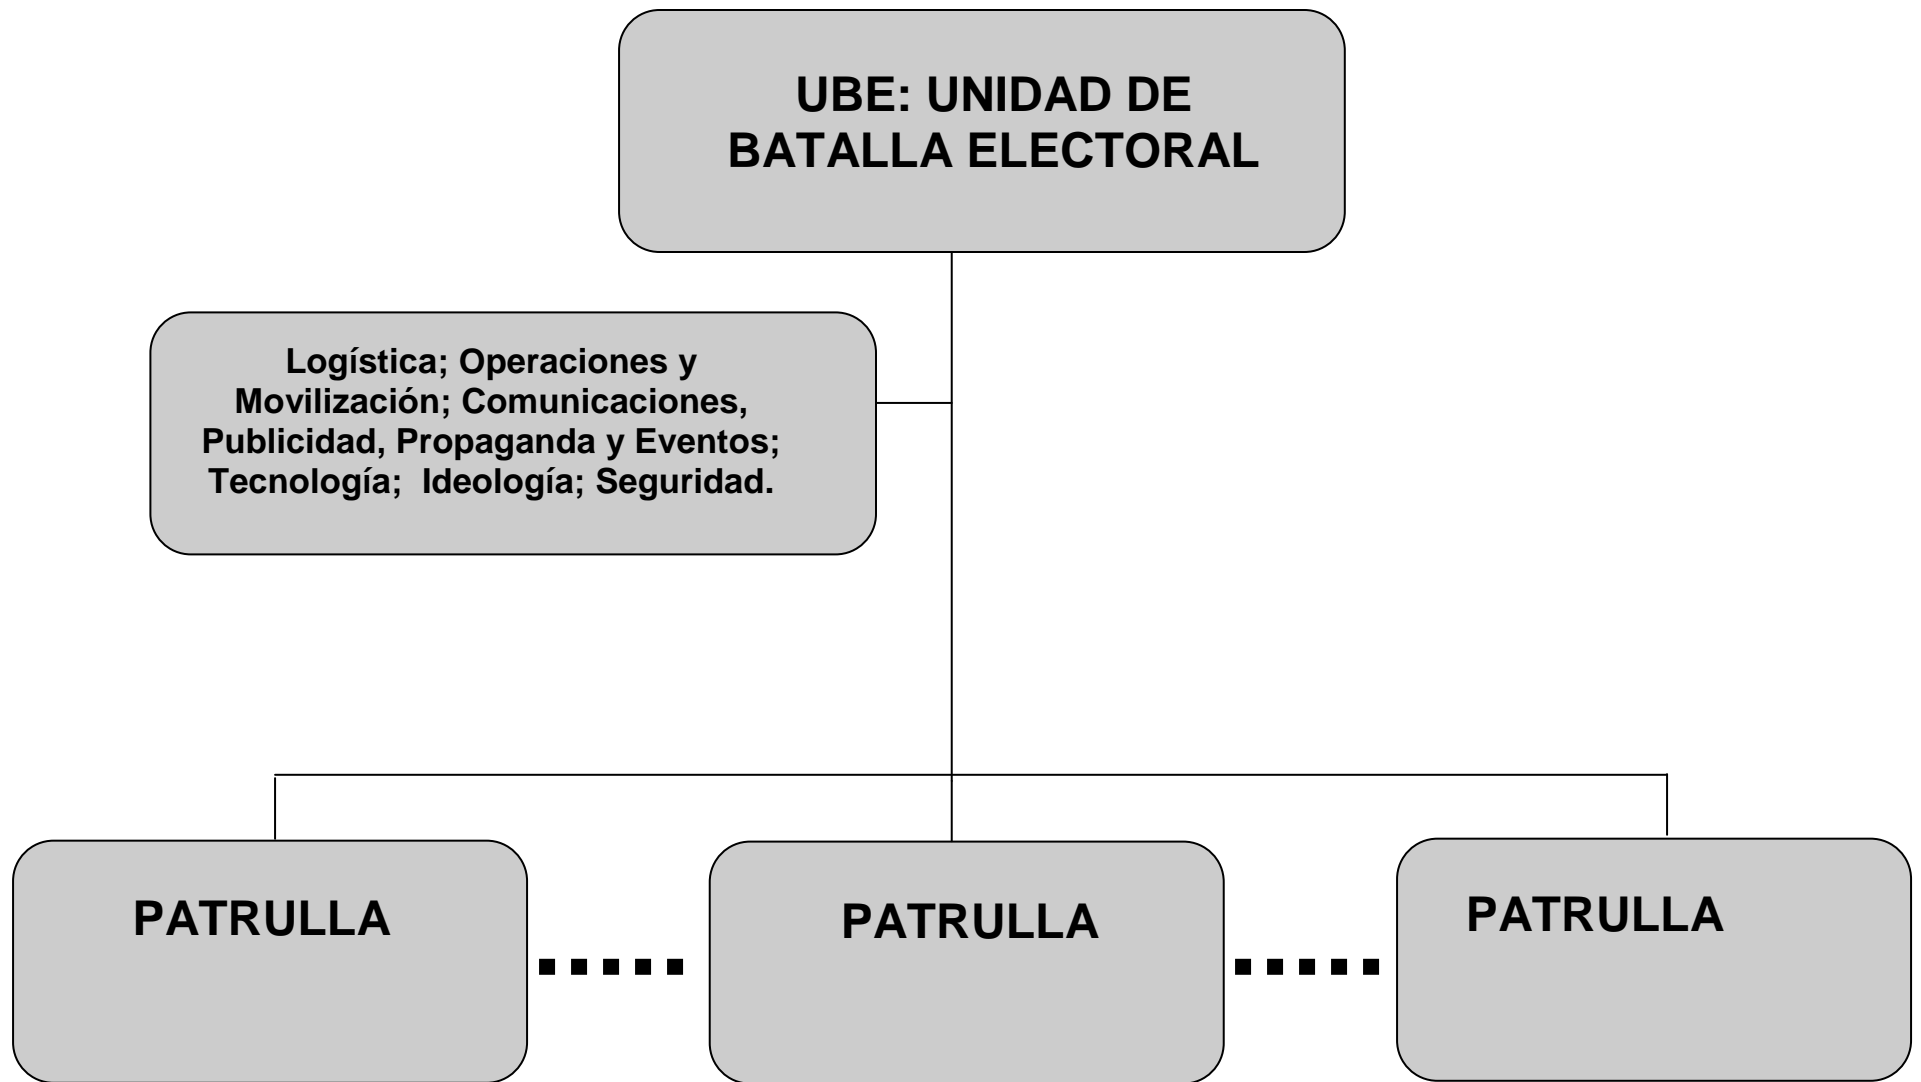 UBE: UNIDAD DE
BATALLA ELECTORAL
Logística; Operaciones y
Movilización; Comunicaciones,
Publicidad, Propaganda y Eventos;
Tecnología;  Ideología; Seguridad.
PATRULLA
PATRULLA
PATRULLA